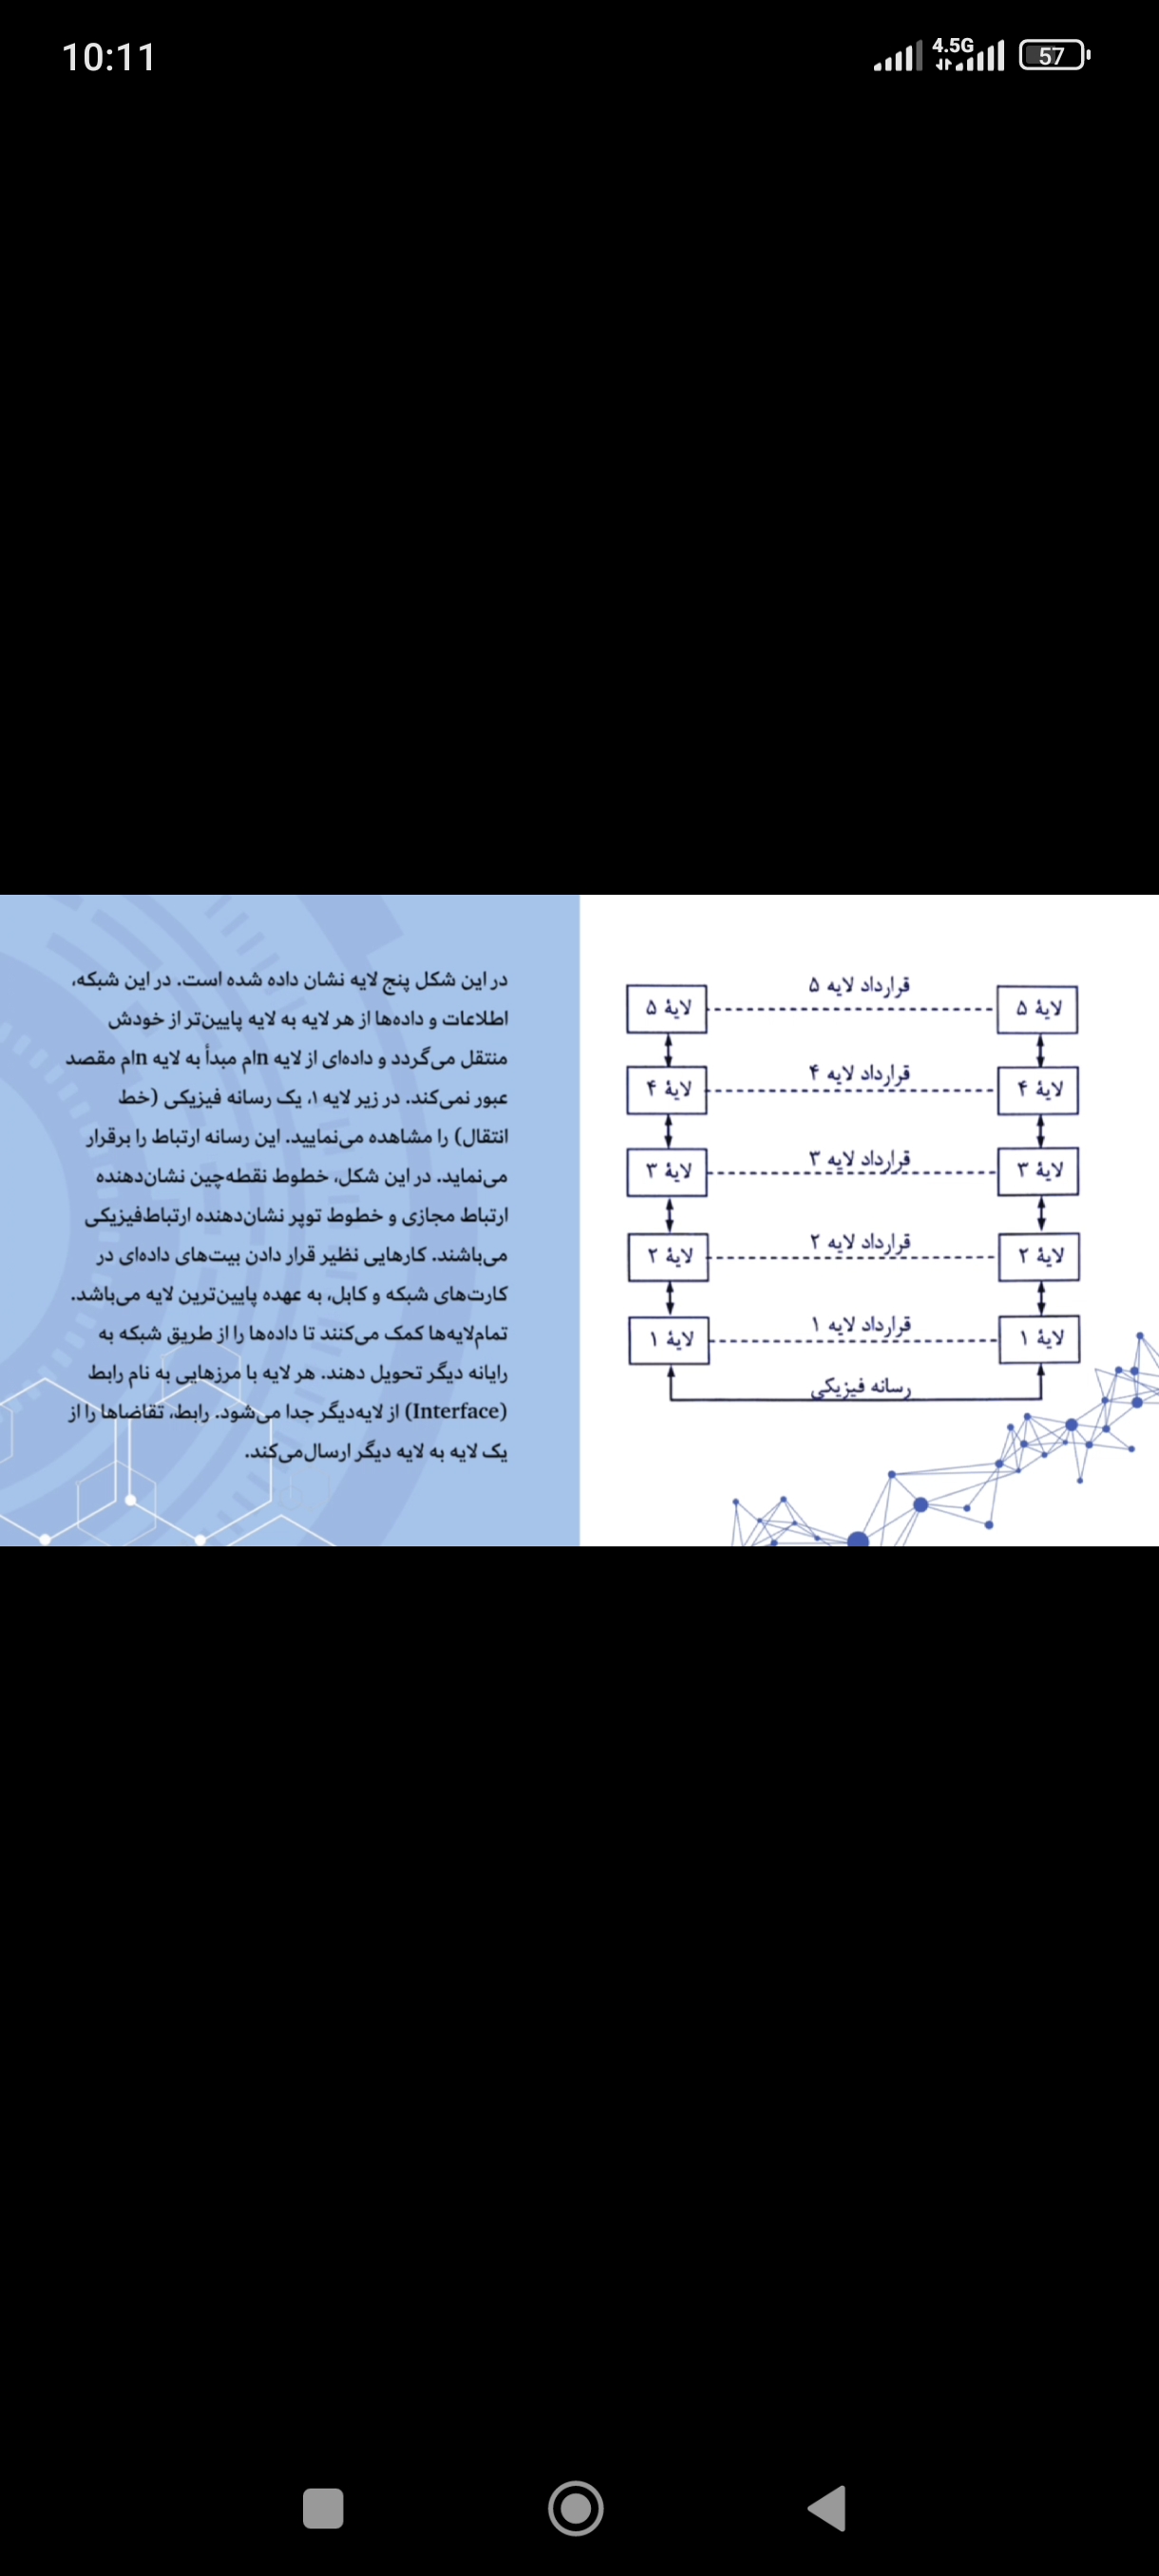 10:11
4.5G
57
در این شکل پنج لایه نشان داده شده است. در این شبکه،
اطلاعات و داده‌ها از هر لایه به لایه پایین‌تر از خودش
منتقل می‌گردد و داده‌ای از لایه nام مبدأ به لایه nام مقصد
عبور نمی‌کند. در زیر لایه ۱، یک رسانه فیزیکی (خط
انتقال) را مشاهده می‌نمایید. این رسانه ارتباط را برقرار
می‌نماید. در این شکل، خطوط نقطه‌چین نشان‌دهنده
ارتباط مجازی و خطوط توپر نشان‌دهنده ارتباط‌فیزیکی
می‌باشند. کارهایی نظیر قرار دادن بیت‌های داده‌ای در
کارت‌های شبکه و کابل، به عهده پایین‌ترین لایه می‌باشد.
تمام‌لایه‌ها کمک می‌کنند تا داده‌ها را از طریق شبکه به
رایانه دیگر تحویل دهند. هر لایه با مرزهایی به نام رابط
(Interface) از لایه‌دیگر جدا می‌شود. رابط، تقاضاها را از
یک لایه به لایه دیگر ارسال‌می‌کند.
لایهٔ ۵ قرارداد لایه ۵ لایهٔ ۵
لایهٔ ۴ قرارداد لایه ۴ لایهٔ ۴
لایهٔ ۳ قرارداد لایه ۳ لایهٔ ۳
لایهٔ ۲ قرارداد لایه ۲ لایهٔ ۲
لایهٔ ۱ قرارداد لایه ۱ لایهٔ ۱
رسانه فیزیکی